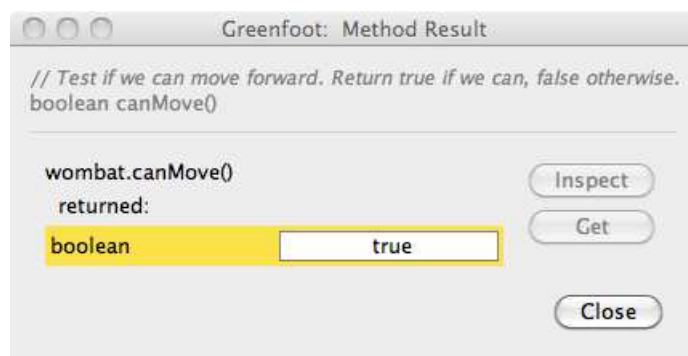 Greenfoot: Method Result
// Test if we can move forward. Return true if we can, false otherwise.
boolean canMove()
wombat.canMove()
returned:
boolean true
Inspect
Get
Close